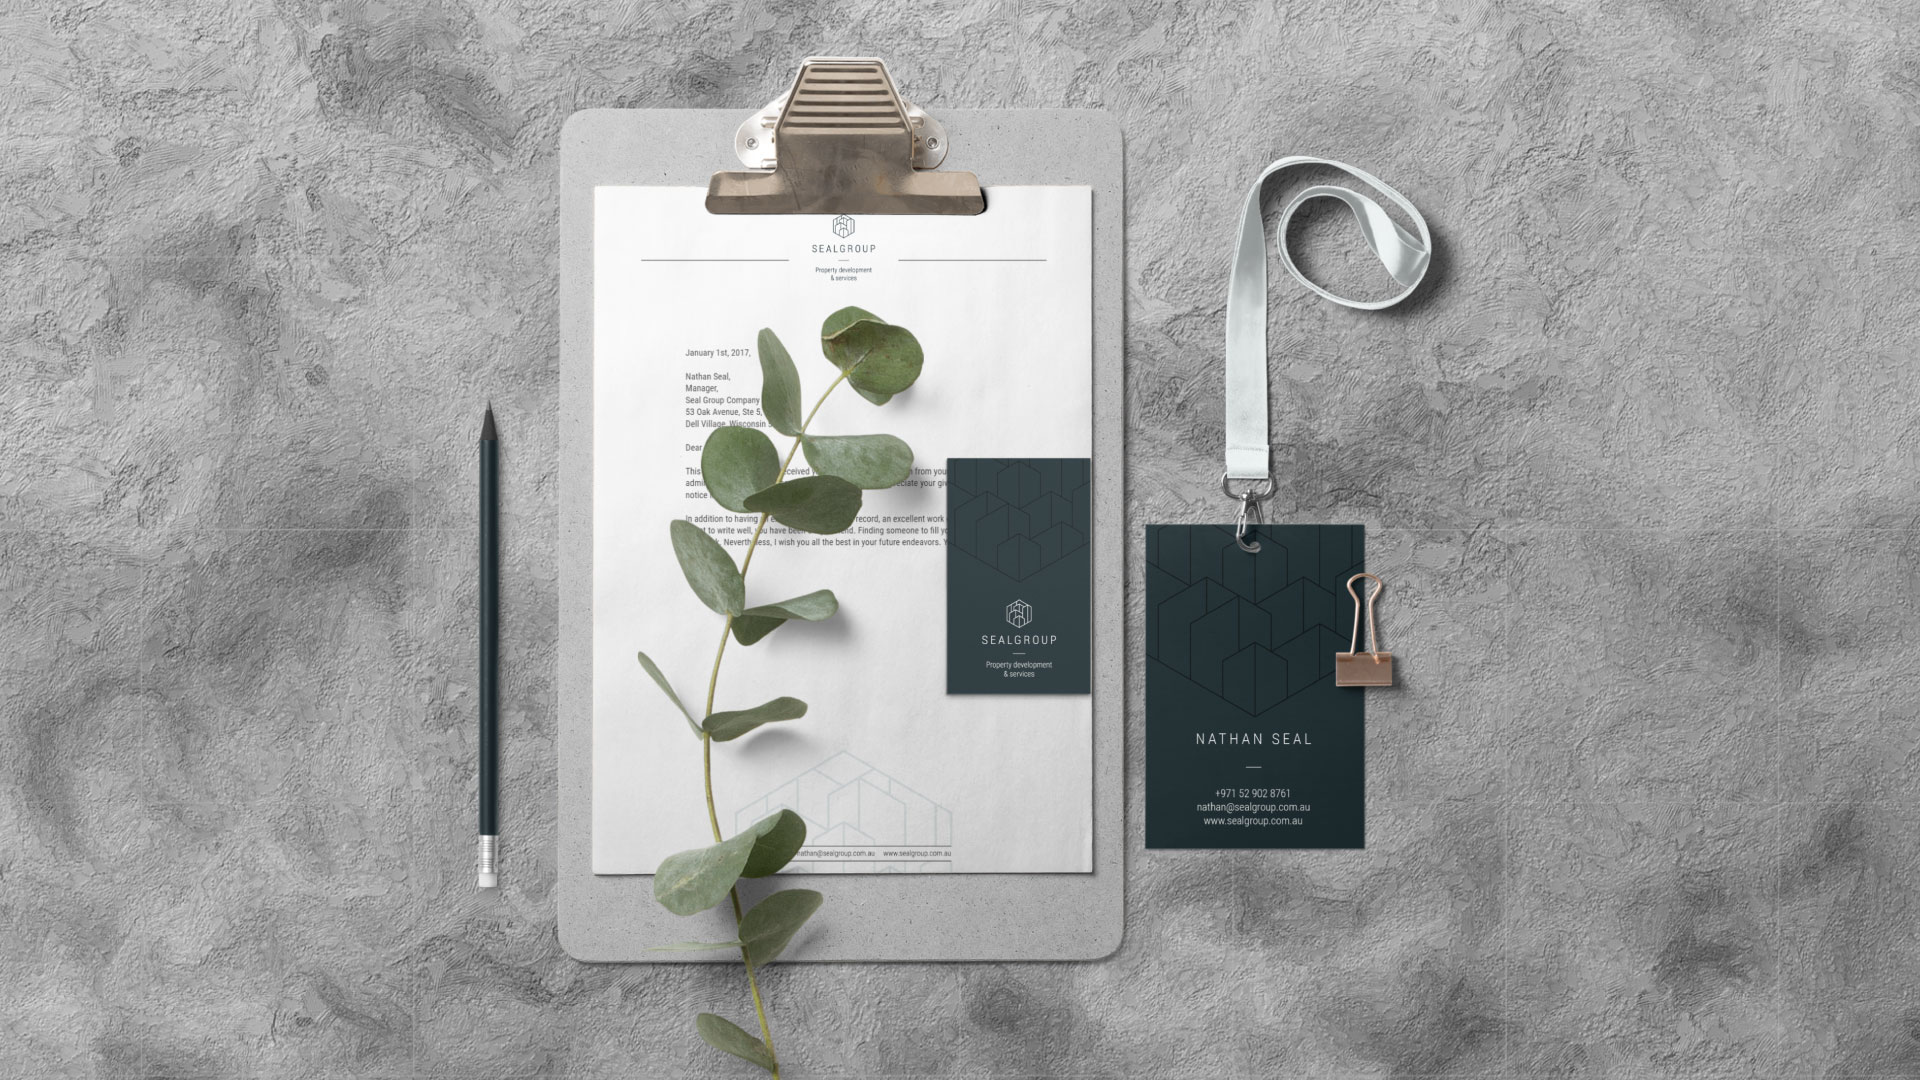 SEALGROUP
Property development
& services
January 1st, 2017,
Nathan Seal,
Manager,
Seal Group Company
53 Oak Avenue, Ste 5,
Dell Village, Wisconsin
Dear
This received from you
your
notice
In addition to having record, an excellent work
to write well, you have been Finding someone to fill
I wish you all the best in your future endeavors.
nathan@sealgroup.com.au www.sealgroup.com.au
SEALGROUP
Property development
& services
NATHAN SEAL
+971 52 902 8761
nathan@sealgroup.com.au
www.sealgroup.com.au